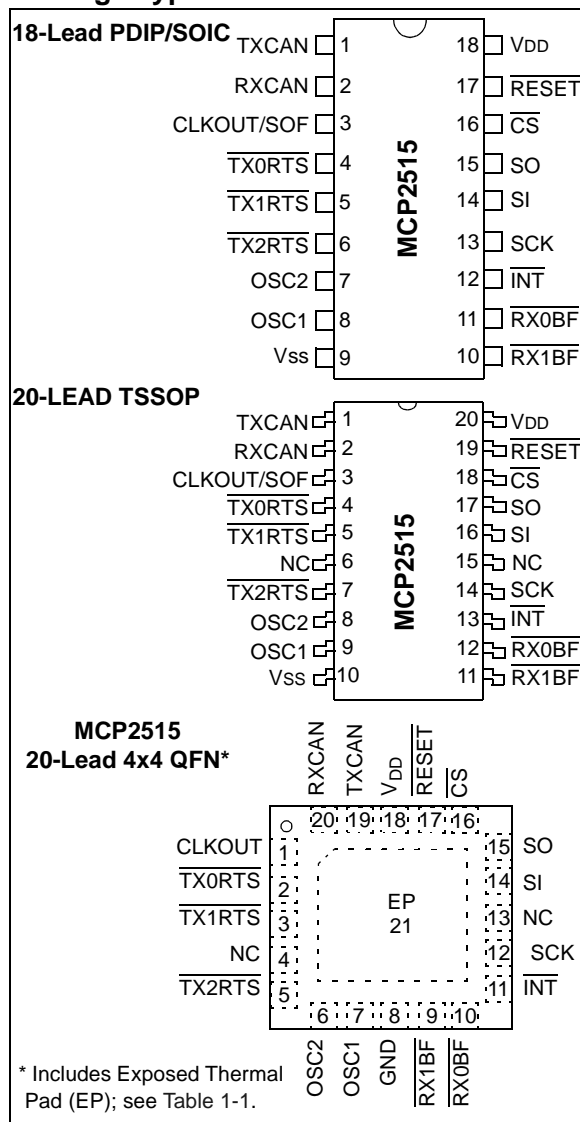 18-Lead PDIP/SOIC
TXCAN 1 18 VDD
RXCAN 2 17 RESET
CLKOUT/SOF 3 16 CS
TX0RTS 4 15 SO
TX1RTS 5 14 SI
TX2RTS 6 13 SCK
OSC2 7 12 INT
OSC1 8 11 RX0BF
Vss 9 10 RX1BF
MCP2515
20-LEAD TSSOP
TXCAN 1 20 VDD
RXCAN 2 19 RESET
CLKOUT/SOF 3 18 CS
TX0RTS 4 17 SO
TX1RTS 5 16 SI
NC 6 15 NC
TX2RTS 7 14 SCK
OSC2 8 13 INT
OSC1 9 12 RX0BF
Vss 10 11 RX1BF
MCP2515
MCP2515
20-Lead 4x4 QFN*
RXCAN TXCAN VDD RESET CS
20 19 18 17 16
CLKOUT 1 15 SO
TX0RTS 2 14 SI
TX1RTS 3 13 NC
NC 4 12 SCK
TX2RTS 5 11 INT
EP
21
6 7 8 9 10
OSC2 OSC1 GND RX1BF RX0BF
* Includes Exposed Thermal
Pad (EP); see Table 1-1.